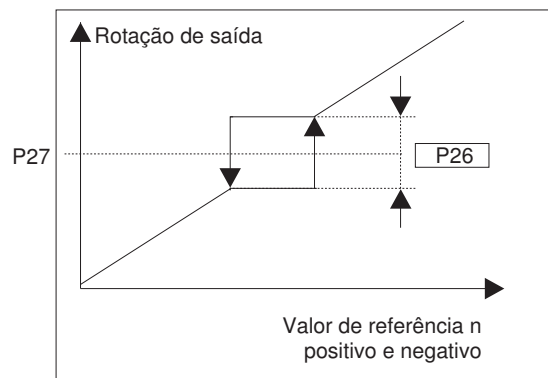 Rotação de saída
P27
P26
Valor de referência n
positivo e negativo